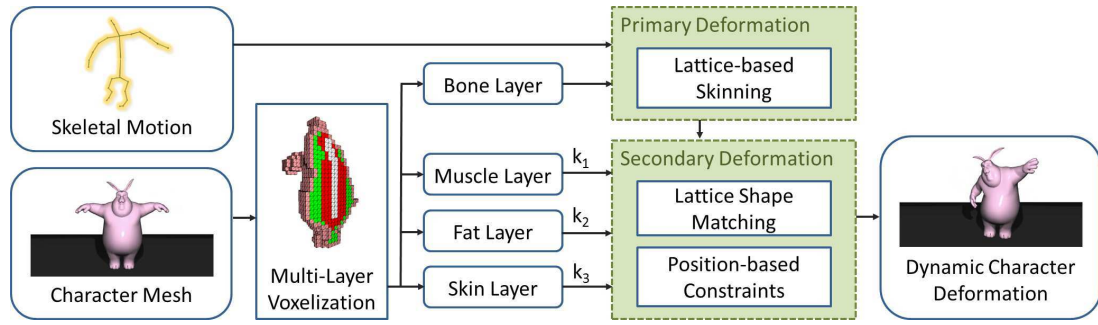 Skeletal Motion
Character Mesh
Multi-Layer
Voxelization
Bone Layer
Muscle Layer
Fat Layer
Skin Layer
k1
k2
k3
Primary Deformation
Lattice-based
Skinning
Secondary Deformation
Lattice Shape
Matching
Position-based
Constraints
Dynamic Character
Deformation